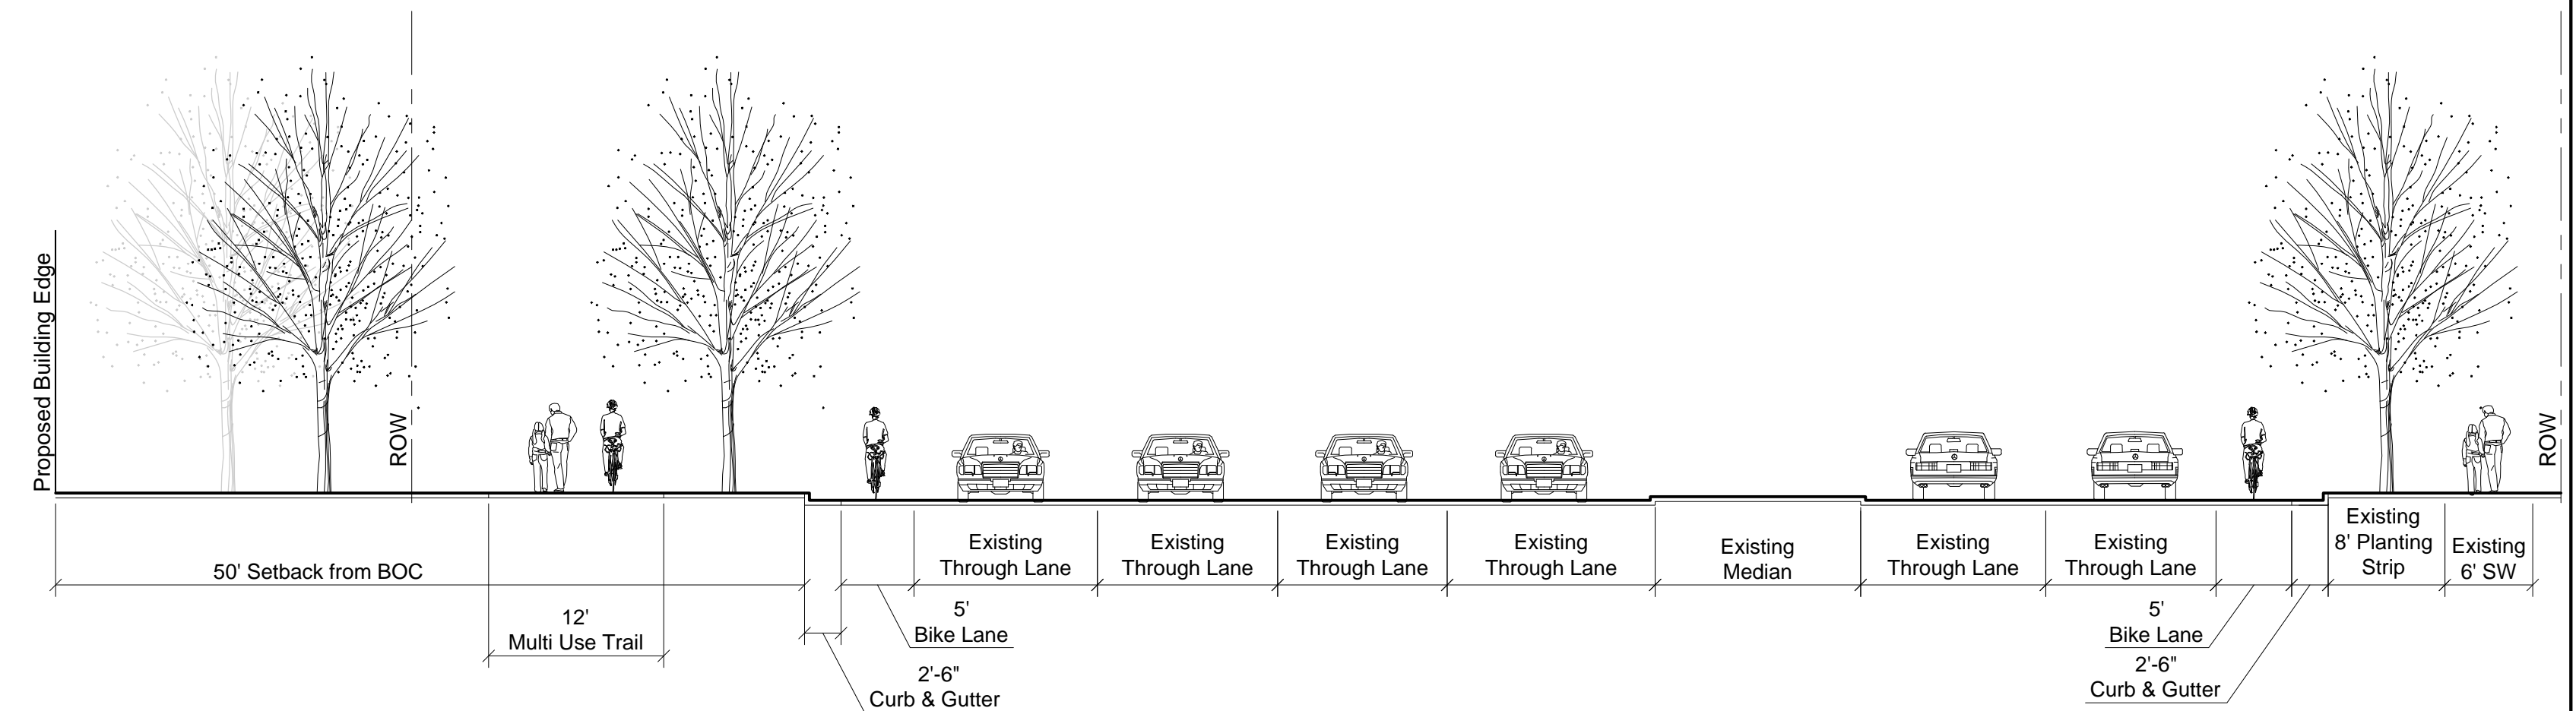 Proposed Building Edge
ROW
ROW
50' Setback from BOC
12'
Multi Use Trail
2'-6"
Curb & Gutter
5'
Bike Lane
Existing
Through Lane
Existing
Through Lane
Existing
Through Lane
Existing
Through Lane
Existing
Median
Existing
Through Lane
Existing
Through Lane
5'
Bike Lane
2'-6"
Curb & Gutter
Existing
8' Planting
Strip
Existing
6' SW